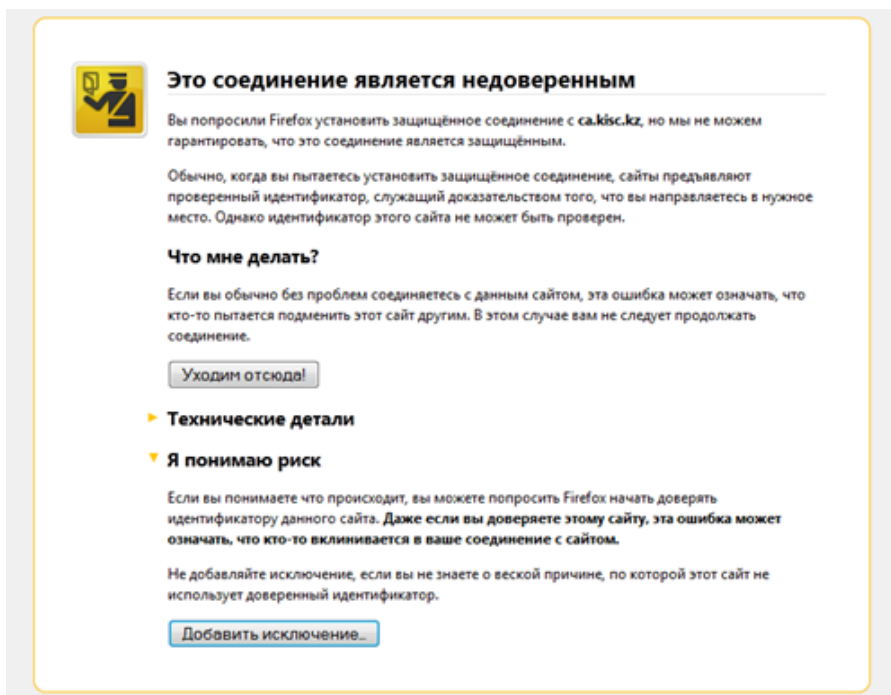 Это соединение является недоверенным
Вы попросили Firefox установить защищённое соединение с ca.kisc.kz, но мы не можем
гарантировать, что это соединение является защищённым.
Обычно, когда вы пытаетесь установить защищённое соединение, сайты предъявляют
проверенный идентификатор, служащий доказательством того, что вы направляетесь в нужное
место. Однако идентификатор этого сайта не может быть проверен.
Что мне делать?
Если вы обычно без проблем соединяетесь с данным сайтом, эта ошибка может означать, что
кто-то пытается подменить этот сайт другим. В этом случае вам не следует продолжать
соединение.
Уходим отсюда!
Технические детали
Я понимаю риск
Если вы понимаете что происходит, вы можете попросить Firefox начать доверять
идентификатору данного сайта. Даже если вы доверяете этому сайту, эта ошибка может
означать, что кто-то вклинивается в ваше соединение с сайтом.
Не добавляйте исключение, если вы не знаете о веской причине, по которой этот сайт не
использует доверенный идентификатор.
Добавить исключение...